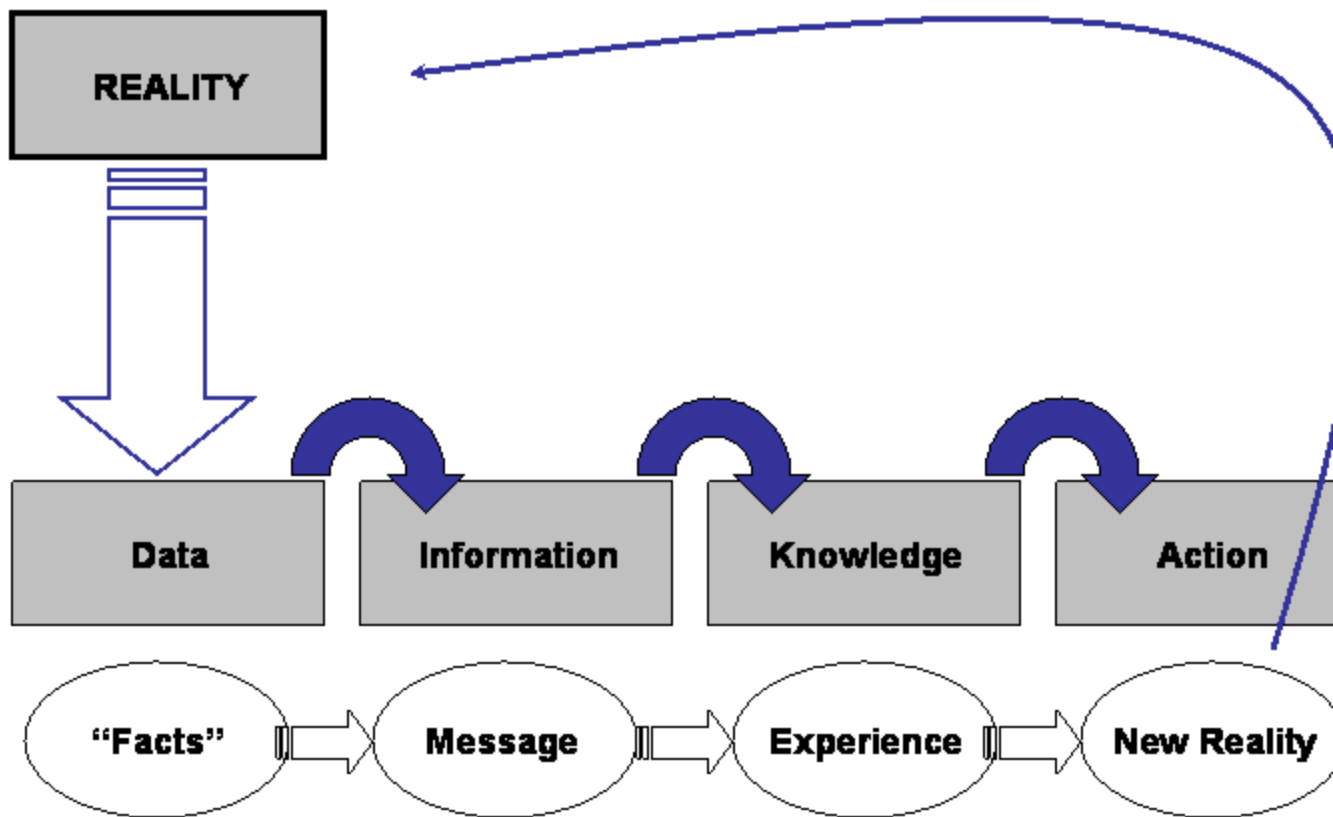 REALITY
Data
Information
Knowledge
Action
“Facts”
Message
Experience
New Reality